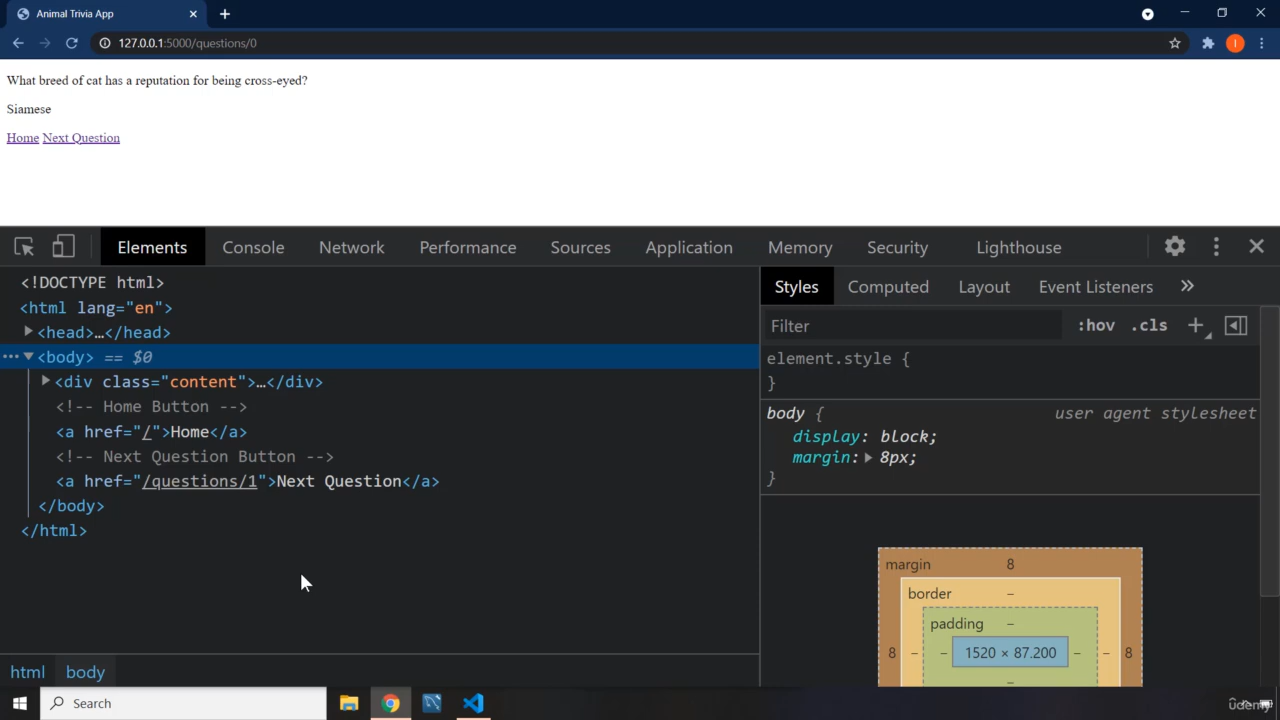 Animal Trivia App
127.0.0.1:5000/questions/0
I
What breed of cat has a reputation for being cross-eyed?
Siamese
Home Next Question
Elements Console Network Performance Sources Application Memory Security Lighthouse
<!DOCTYPE html>
<html lang="en">
<head>…</head>
<body> == $0
<div class="content">…</div>
<!-- Home Button -->
<a href="/">Home</a>
<!-- Next Question Button -->
<a href="/questions/1">Next Question</a>
</body>
</html>
html body
Styles Computed Layout Event Listeners »
Filter :hov .cls +
element.style {
}
body { user agent stylesheet
display: block;
margin: 8px;
}
margin 8
border –
padding –
8 – – 1520 × 87.200 – – 8
–
Search
udemy